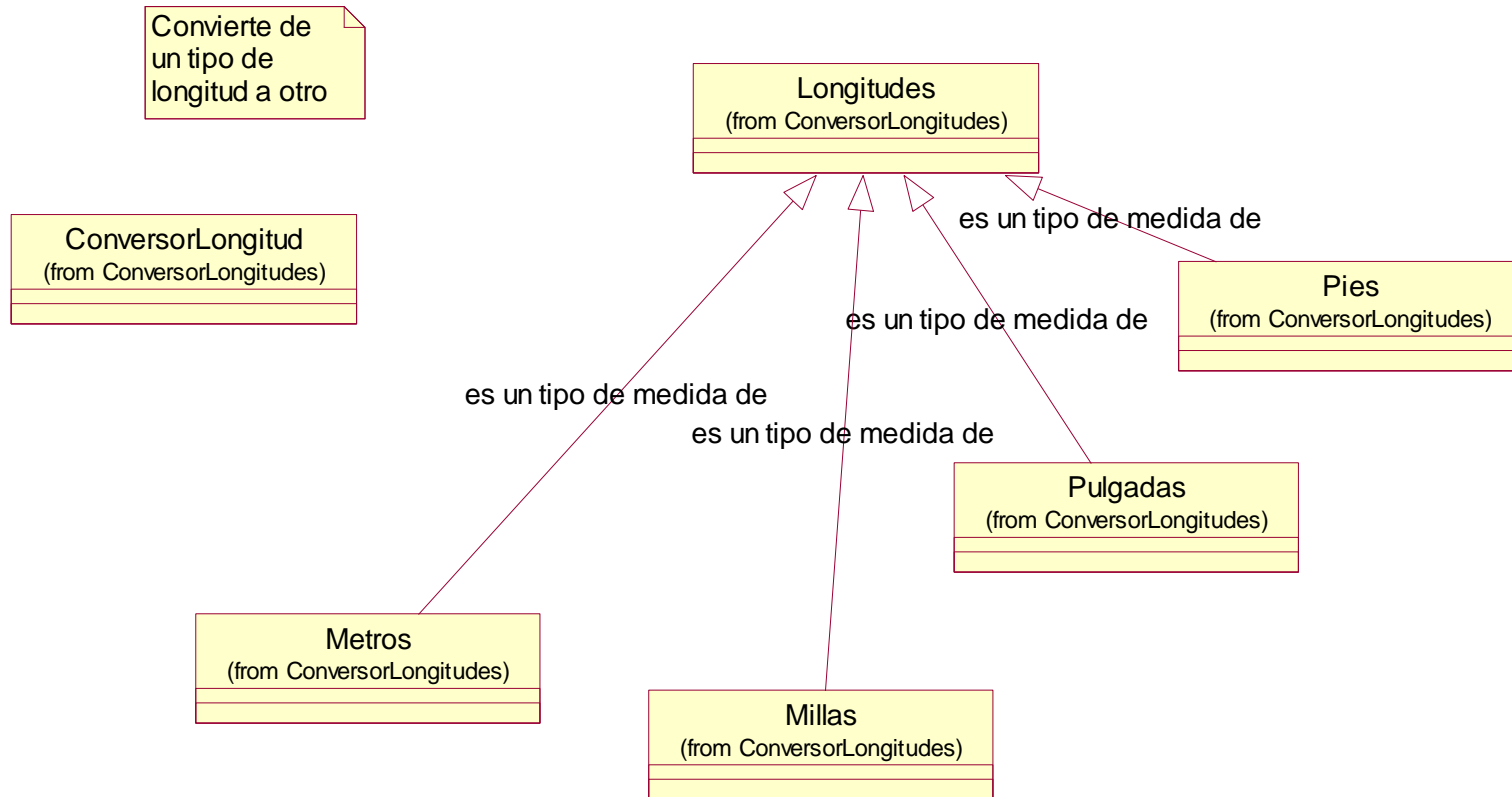 Convierte de
un tipo de
longitud a otro
Longitudes
(from ConversorLongitudes)
ConversorLongitud
(from ConversorLongitudes)
es un tipo de medida de
Pies
(from ConversorLongitudes)
es un tipo de medida de
es un tipo de medida de
es un tipo de medida de
Pulgadas
(from ConversorLongitudes)
Metros
(from ConversorLongitudes)
Millas
(from ConversorLongitudes)